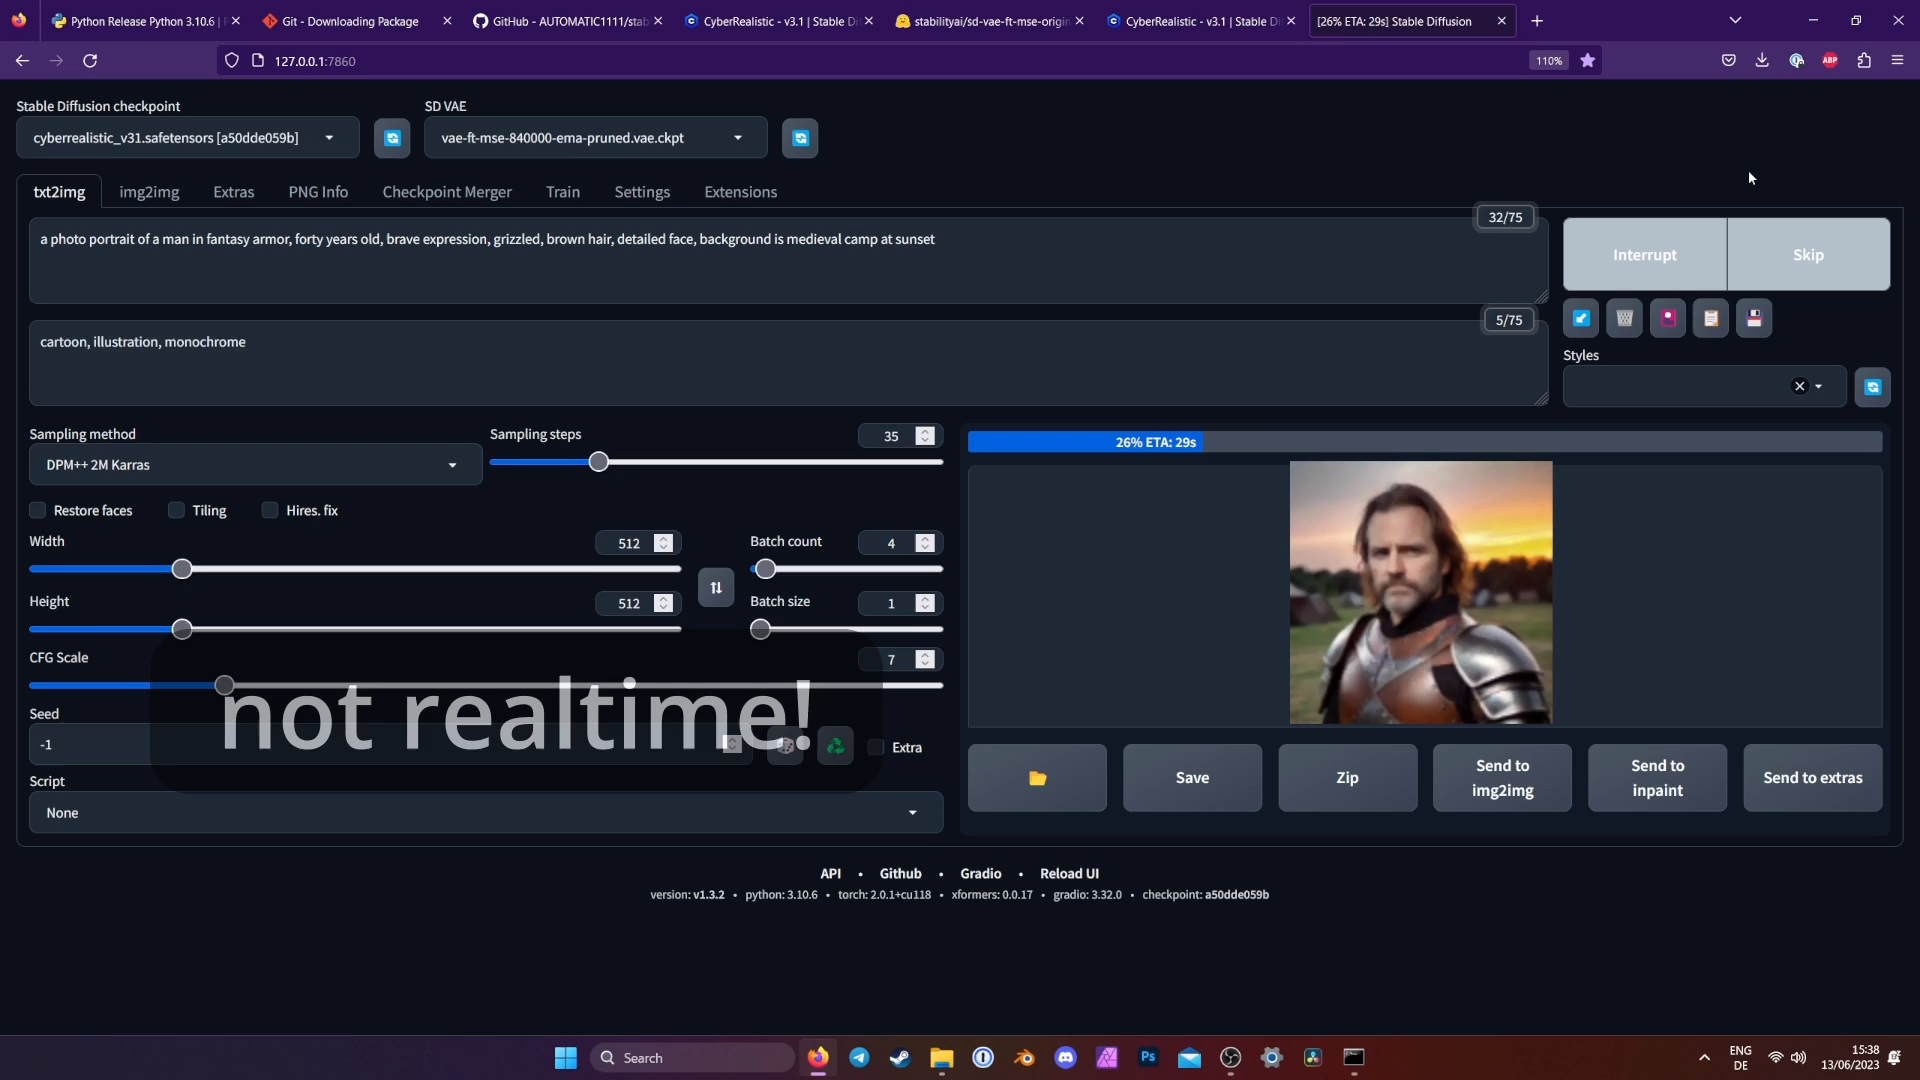 Python Release Python 3.10.6 |
Git - Downloading Package
GitHub - AUTOMATIC1111/stab
CyberRealistic - v3.1 | Stable Di
stabilityai/sd-vae-ft-mse-origin
CyberRealistic - v3.1 | Stable Di
[26% ETA: 29s] Stable Diffusion
127.0.0.1:7860
110%
ABP
Stable Diffusion checkpoint
SD VAE
cyberrealistic_v31.safetensors [a50dde059b]
vae-ft-mse-840000-ema-pruned.vae.ckpt
txt2img
img2img
Extras
PNG Info
Checkpoint Merger
Train
Settings
Extensions
32/75
a photo portrait of a man in fantasy armor, forty years old, brave expression, grizzled, brown hair, detailed face, background is medieval camp at sunset
Interrupt
Skip
5/75
cartoon, illustration, monochrome
Styles
Sampling method
Sampling steps
35
DPM++ 2M Karras
26% ETA: 29s
Restore faces
Tiling
Hires. fix
Width
512
Batch count
4
Height
512
Batch size
1
CFG Scale
7
not realtime!
Seed
-1
Extra
Script
None
Save
Zip
Send to
img2img
Send to
inpaint
Send to extras
API • Github • Gradio • Reload UI
version: v1.3.2 • python: 3.10.6 • torch: 2.0.1+cu118 • xformers: 0.0.17 • gradio: 3.32.0 • checkpoint: a50dde059b
Search
Ps
ENG
DE
15:38
13/06/2023